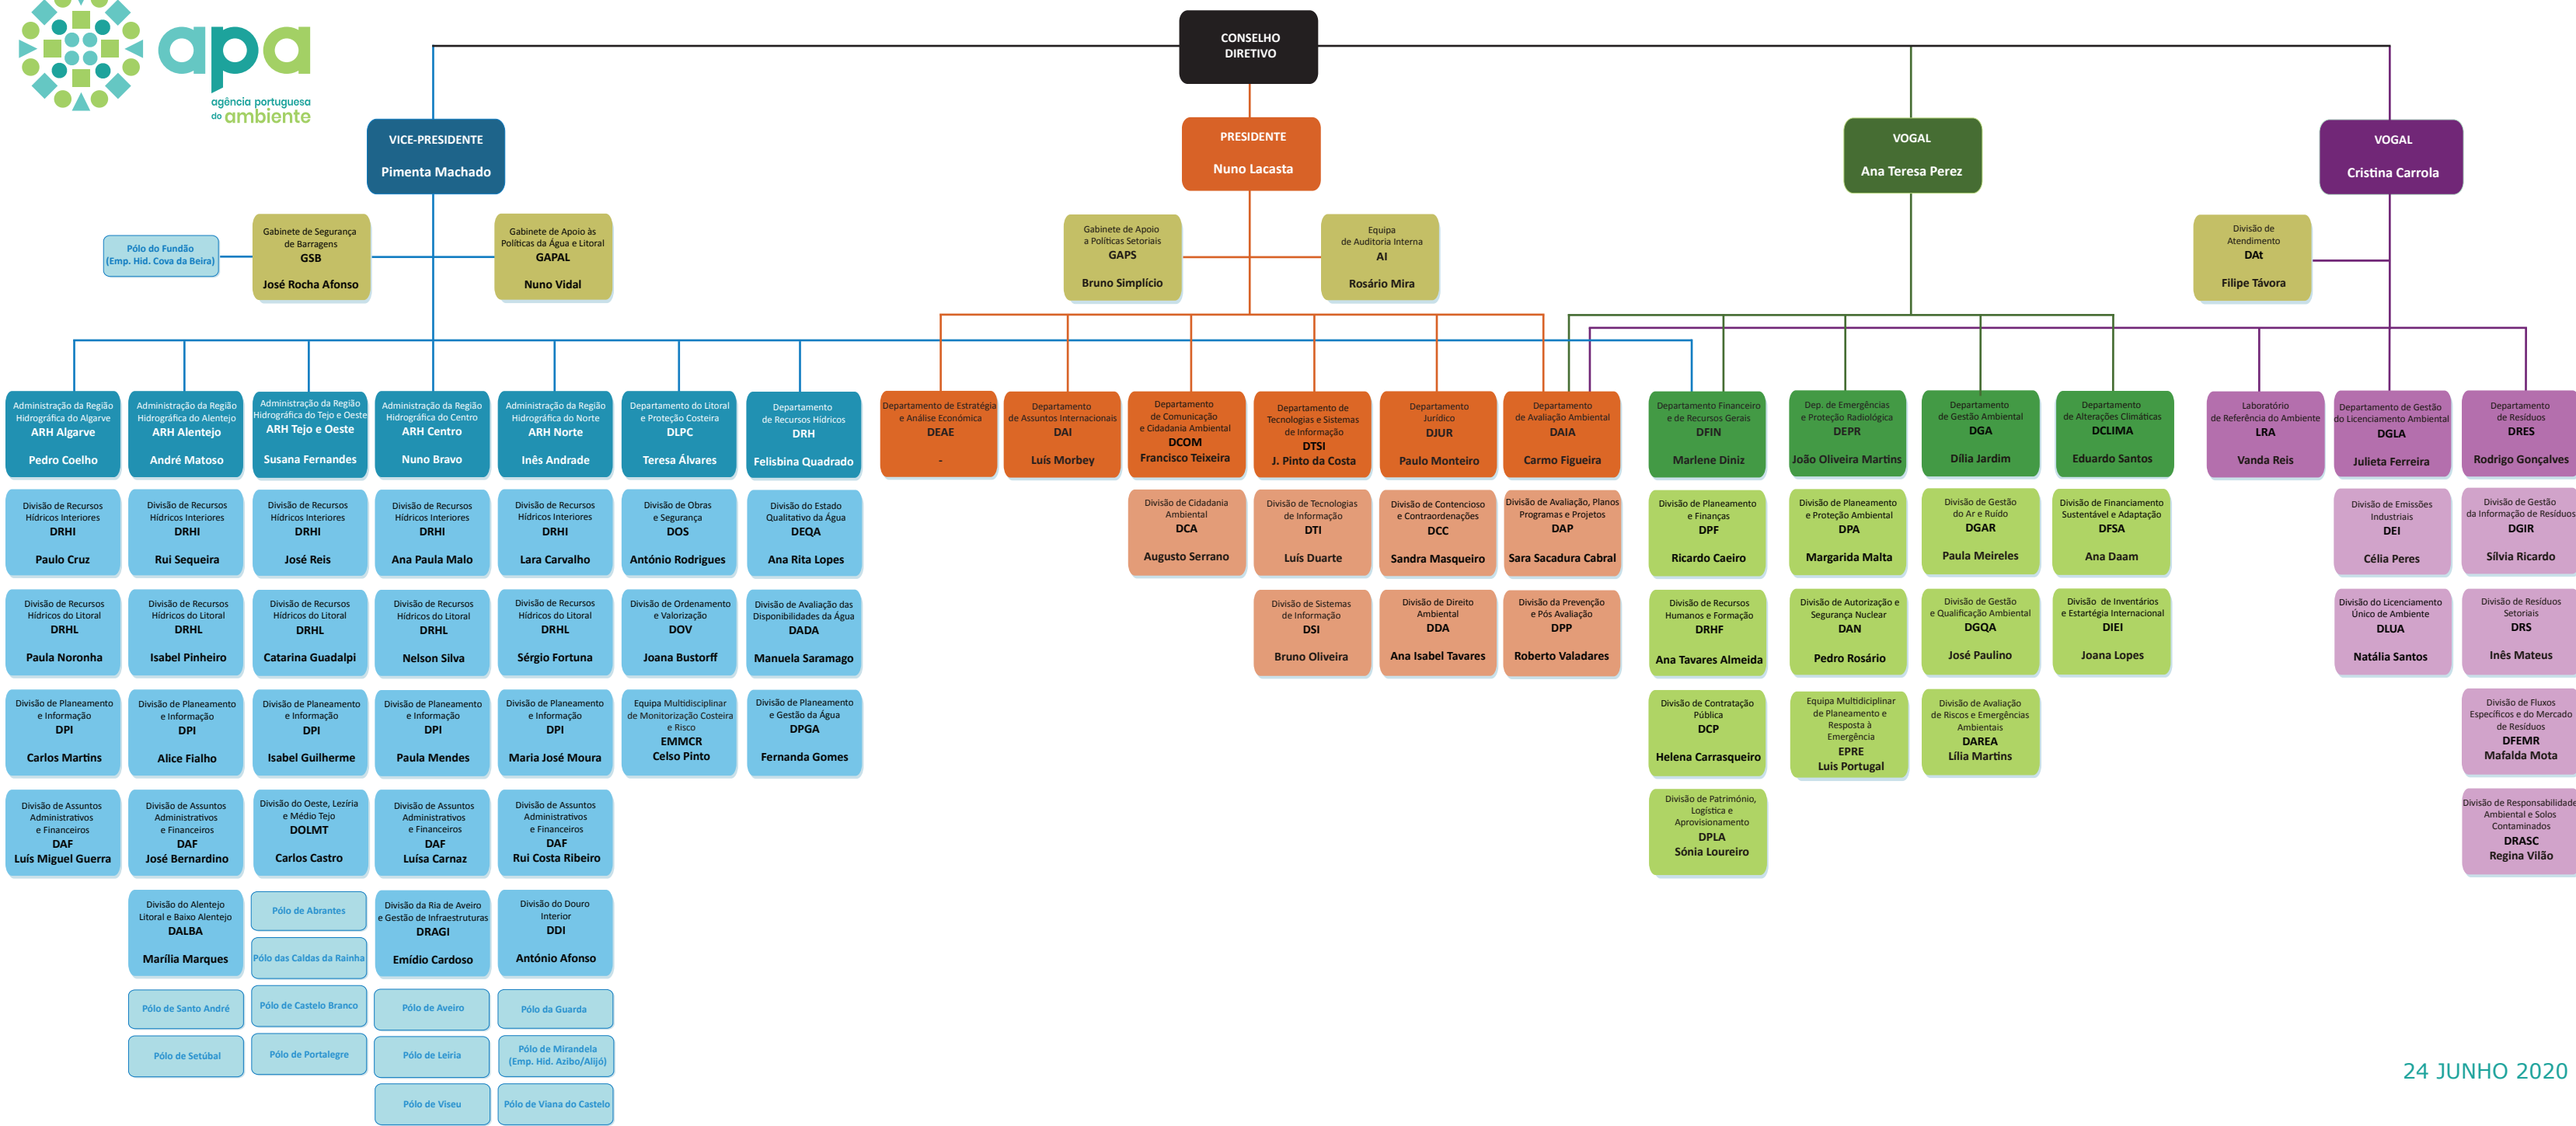 apa
agência portuguesa
do ambiente
CONSELHO
DIRETIVO
VICE-PRESIDENTE
Pimenta Machado
PRESIDENTE
Nuno Lacasta
VOGAL
Ana Teresa Perez
VOGAL
Cristina Carrola
Pólo do Fundão
(Emp. Hid. Cova da Beira)
Gabinete de Segurança
de Barragens
GSB
José Rocha Afonso
Gabinete de Apoio às
Políticas da Água e Litoral
GAPAL
Nuno Vidal
Gabinete de Apoio
a Políticas Setoriais
GAPS
Bruno Simplício
Equipa
de Auditoria Interna
AI
Rosário Mira
Divisão de
Atendimento
DAt
Filipe Távora
Administração da Região
Hidrográfica do Algarve
ARH Algarve
Pedro Coelho
Administração da Região
Hidrográfica do Alentejo
ARH Alentejo
André Matoso
Administração da Região
Hidrográfica do Tejo e Oeste
ARH Tejo e Oeste
Susana Fernandes
Administração da Região
Hidrográfica do Centro
ARH Centro
Nuno Bravo
Administração da Região
Hidrográfica do Norte
ARH Norte
Inês Andrade
Departamento do Litoral
e Proteção Costeira
DLPC
Teresa Álvares
Departamento
de Recursos Hídricos
DRH
Felisbina Quadrado
Departamento de Estratégia
e Análise Económica
DEAE
-
Departamento
de Assuntos Internacionais
DAI
Luís Morbey
Departamento
de Comunicação
e Cidadania Ambiental
DCOM
Francisco Teixeira
Departamento de
Tecnologias e Sistemas
de Informação
DTSI
J. Pinto da Costa
Departamento
Jurídico
DJUR
Paulo Monteiro
Departamento
de Avaliação Ambiental
DAIA
Carmo Figueira
Departamento Financeiro
e de Recursos Gerais
DFIN
Marlene Diniz
Dep. de Emergências
e Proteção Radiológica
DEPR
João Oliveira Martins
Departamento
de Gestão Ambiental
DGA
Dília Jardim
Departamento
de Alterações Climáticas
DCLIMA
Eduardo Santos
Laboratório
de Referência do Ambiente
LRA
Vanda Reis
Departamento de Gestão
do Licenciamento Ambiental
DGLA
Julieta Ferreira
Departamento
de Resíduos
DRES
Rodrigo Gonçalves
Divisão de Recursos
Hídricos Interiores
DRHI
Paulo Cruz
Divisão de Recursos
Hídricos Interiores
DRHI
Rui Sequeira
Divisão de Recursos
Hídricos Interiores
DRHI
José Reis
Divisão de Recursos
Hídricos Interiores
DRHI
Ana Paula Malo
Divisão de Recursos
Hídricos Interiores
DRHI
Lara Carvalho
Divisão de Obras
e Segurança
DOS
António Rodrigues
Divisão do Estado
Qualitativo da Água
DEQA
Ana Rita Lopes
Divisão de Cidadania
Ambiental
DCA
Augusto Serrano
Divisão de Tecnologias
de Informação
DTI
Luís Duarte
Divisão de Contencioso
e Contraordenações
DCC
Sandra Masqueiro
Divisão de Avaliação, Planos
Programas e Projetos
DAP
Sara Sacadura Cabral
Divisão de Planeamento
e Finanças
DPF
Ricardo Caeiro
Divisão de Planeamento
e Proteção Ambiental
DPA
Margarida Malta
Divisão de Gestão
do Ar e Ruído
DGAR
Paula Meireles
Divisão de Financiamento
Sustentável e Adaptação
DFSA
Ana Daam
Divisão de Emissões
Industriais
DEI
Célia Peres
Divisão de Gestão
da Informação de Resíduos
DGIR
Sílvia Ricardo
Divisão de Recursos
Hídricos do Litoral
DRHL
Paula Noronha
Divisão de Recursos
Hídricos do Litoral
DRHL
Isabel Pinheiro
Divisão de Recursos
Hídricos do Litoral
DRHL
Catarina Guadalpi
Divisão de Recursos
Hídricos do Litoral
DRHL
Nelson Silva
Divisão de Recursos
Hídricos do Litoral
DRHL
Sérgio Fortuna
Divisão de Ordenamento
e Valorização
DOV
Joana Bustorff
Divisão de Avaliação das
Disponibilidades da Água
DADA
Manuela Saramago
Divisão de Sistemas
de Informação
DSI
Bruno Oliveira
Divisão de Direito
Ambiental
DDA
Ana Isabel Tavares
Divisão da Prevenção
e Pós Avaliação
DPP
Roberto Valadares
Divisão de Recursos
Humanos e Formação
DRHF
Ana Tavares Almeida
Divisão de Autorização e
Segurança Nuclear
DAN
Pedro Rosário
Divisão de Gestão
e Qualificação Ambiental
DGQA
José Paulino
Divisão de Inventários
e Estartégia Internacional
DIEI
Joana Lopes
Divisão do Licenciamento
Único de Ambiente
DLUA
Natália Santos
Divisão de Resíduos
Setoriais
DRS
Inês Mateus
Divisão de Planeamento
e Informação
DPI
Carlos Martins
Divisão de Planeamento
e Informação
DPI
Alice Fialho
Divisão de Planeamento
e Informação
DPI
Isabel Guilherme
Divisão de Planeamento
e Informação
DPI
Paula Mendes
Divisão de Planeamento
e Informação
DPI
Maria José Moura
Equipa Multidisciplinar
de Monitorização Costeira
e Risco
EMMCR
Celso Pinto
Divisão de Planeamento
e Gestão da Água
DPGA
Fernanda Gomes
Divisão de Contratação
Pública
DCP
Helena Carrasqueiro
Equipa Multidiciplinar
de Planeamento e
Resposta à
Emergência
EPRE
Luis Portugal
Divisão de Avaliação
de Riscos e Emergências
Ambientais
DAREA
Lília Martins
Divisão de Fluxos
Específicos e do Mercado
de Resíduos
DFEMR
Mafalda Mota
Divisão de Assuntos
Administrativos
e Financeiros
DAF
Luís Miguel Guerra
Divisão de Assuntos
Administrativos
e Financeiros
DAF
José Bernardino
Divisão do Oeste, Lezíria
e Médio Tejo
DOLMT
Carlos Castro
Divisão de Assuntos
Administrativos
e Financeiros
DAF
Luísa Carnaz
Divisão de Assuntos
Administrativos
e Financeiros
DAF
Rui Costa Ribeiro
Divisão de Património,
Logística e
Aprovisionamento
DPLA
Sónia Loureiro
Divisão de Responsabilidade
Ambiental e Solos
Contaminados
DRASC
Regina Vilão
Divisão do Alentejo
Litoral e Baixo Alentejo
DALBA
Marília Marques
Pólo de Abrantes
Pólo das Caldas da Rainha
Divisão da Ria de Aveiro
e Gestão de Infraestruturas
DRAGI
Emídio Cardoso
Divisão do Douro
Interior
DDI
António Afonso
Pólo de Santo André
Pólo de Castelo Branco
Pólo de Aveiro
Pólo da Guarda
Pólo de Setúbal
Pólo de Portalegre
Pólo de Leiria
Pólo de Mirandela
(Emp. Hid. Azibo/Alijó)
Pólo de Viseu
Pólo de Viana do Castelo
24 JUNHO 2020